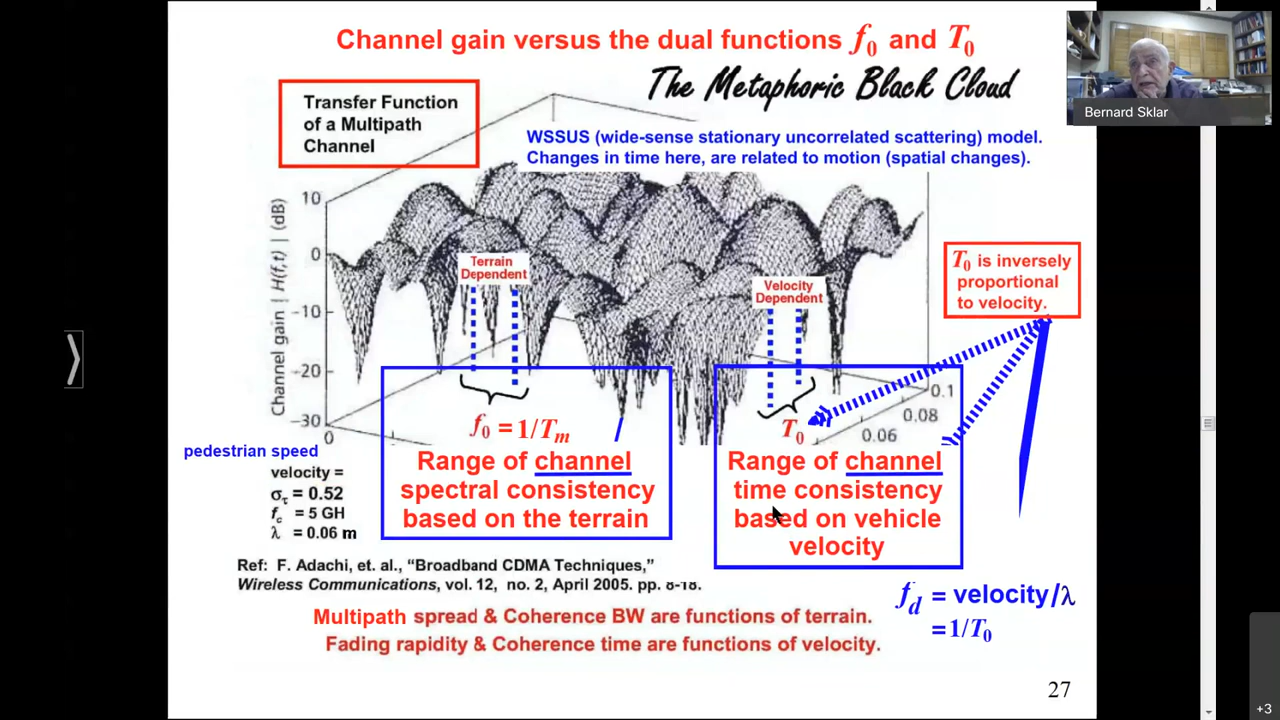 Channel gain versus the dual functions f0 and T0
The Metaphoric Black Cloud
Bernard Sklar
Transfer Function
of a Multipath
Channel
WSSUS (wide-sense stationary uncorrelated scattering) model.
Changes in time here, are related to motion (spatial changes).
Channel gain | H(f,t) | (dB)
10
0
−10
−20
−30
0
Terrain
Dependent
Velocity
Dependent
T0 is inversely
proportional
to velocity.
0.1
0.08
0.06
f0 = 1/Tm
Range of channel
spectral consistency
based on the terrain
T0
Range of channel
time consistency
based on vehicle
velocity
pedestrian speed
velocity =
στ = 0.52
fc = 5 GH
λ = 0.06 m
Ref: F. Adachi, et. al., “Broadband CDMA Techniques,”
Wireless Communications, vol. 12, no. 2, April 2005. pp. 8-18.
fd = velocity/λ
= 1/T0
Multipath spread & Coherence BW are functions of terrain.
Fading rapidity & Coherence time are functions of velocity.
27
+3